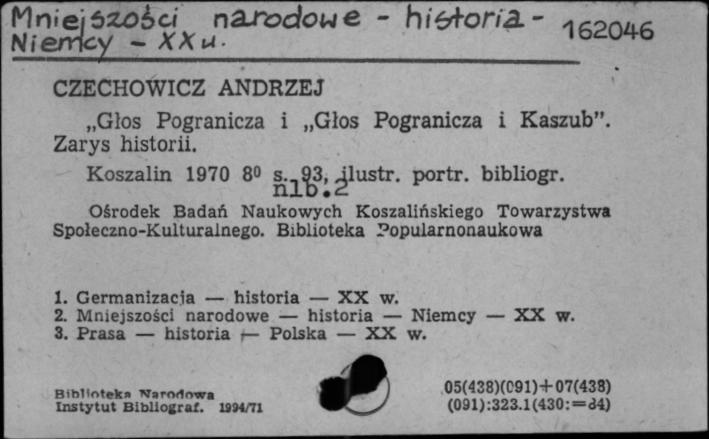 Mniejszości narodowe - historia - 162046
Niemcy - XX w.
CZECHOWICZ ANDRZEJ
„Głos Pogranicza i „Głos Pogranicza i Kaszub”.
Zarys historii.
Koszalin 1970 8⁰ s. 93, ilustr. portr. bibliogr.
nlb. 2
Ośrodek Badań Naukowych Koszalińskiego Towarzystwa
Społeczno-Kulturalnego. Biblioteka Popularnonaukowa
1. Germanizacja — historia — XX w.
2. Mniejszości narodowe — historia — Niemcy — XX w.
3. Prasa — historia — Polska — XX w.
Biblioteka Narodowa
Instytut Bibliograf. 1994/71
05(438)(091)+07(438)
(091):323.1(430:=84)